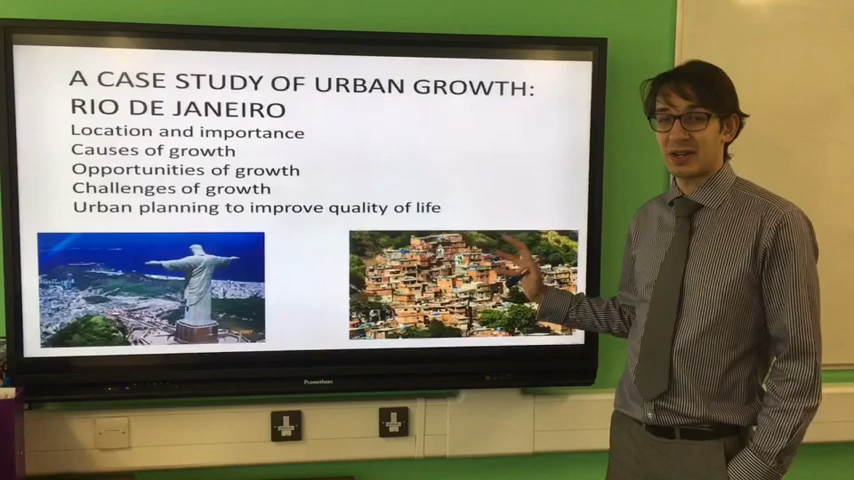 A CASE STUDY OF URBAN GROWTH:
RIO DE JANEIRO
Location and importance
Causes of growth
Opportunities of growth
Challenges of growth
Urban planning to improve quality of life
Promethean